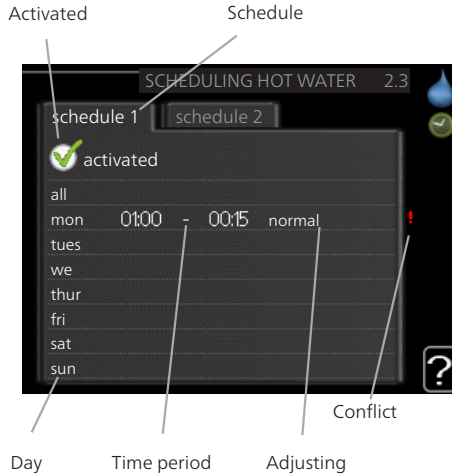 Activated Schedule
SCHEDULING HOT WATER 2.3
schedule 1 schedule 2
activated
all
mon 01:00 - 00:15 normal !
tues
we
thur
fri
sat
sun
?
Conflict
Day Time period Adjusting